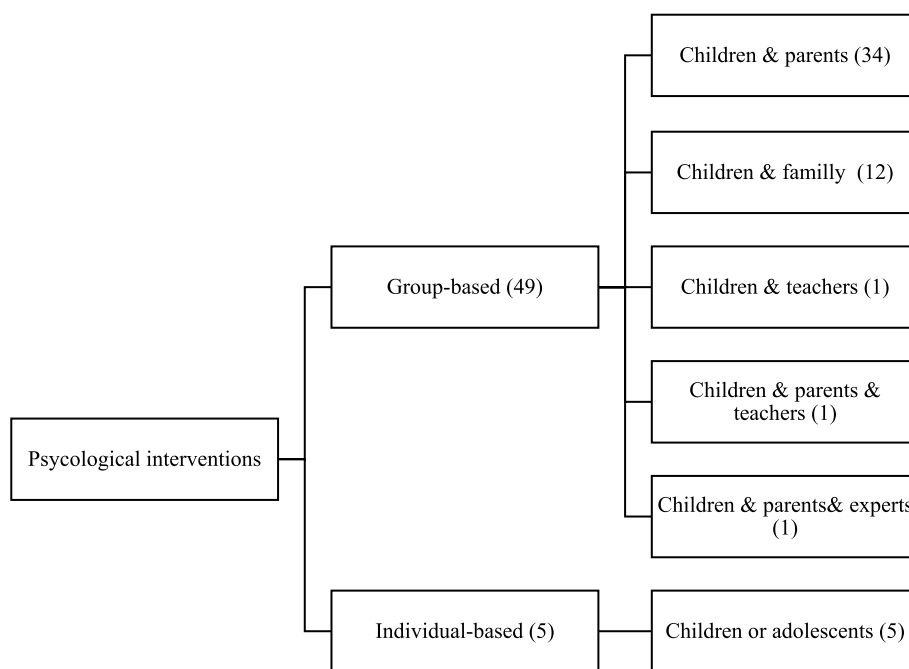 Children & parents (34)
Children & familly (12)
Group-based (49)
Children & teachers (1)
Children & parents &
teachers (1)
Psycological interventions
Children & parents& experts
(1)
Individual-based (5)
Children or adolescents (5)